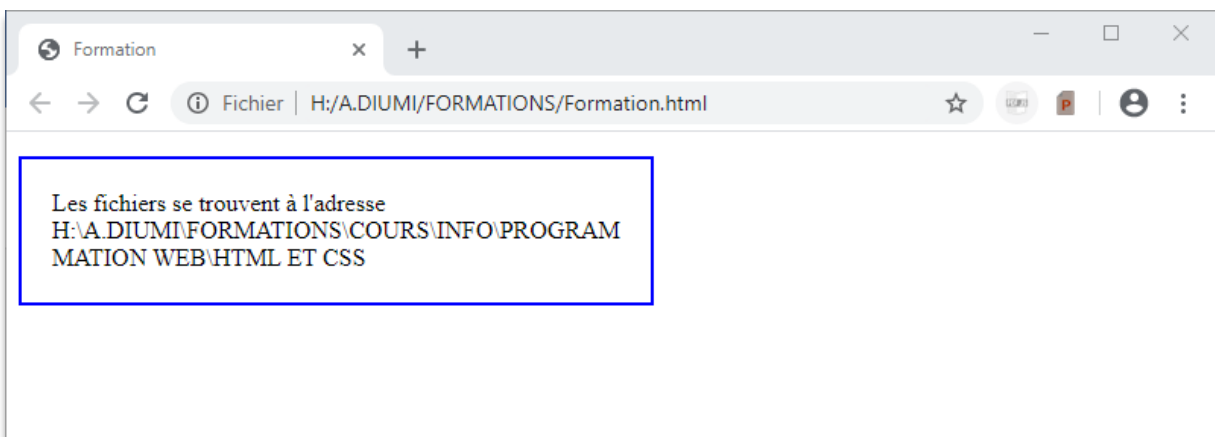 Formation
Fichier | H:/A.DIUMI/FORMATIONS/Formation.html
Les fichiers se trouvent à l'adresse
H:\A.DIUMI\FORMATIONS\COURS\INFO\PROGRAM
MATION WEB\HTML ET CSS